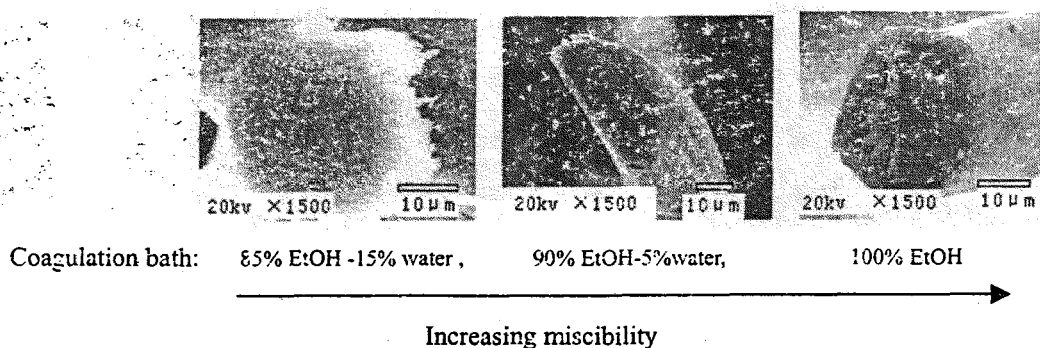 20kv ×1500 10μm 20kv ×1500 10μm 20kv ×1500 10μm
Coagulation bath: 85% EtOH -15% water , 90% EtOH-5%water, 100% EtOH
Increasing miscibility